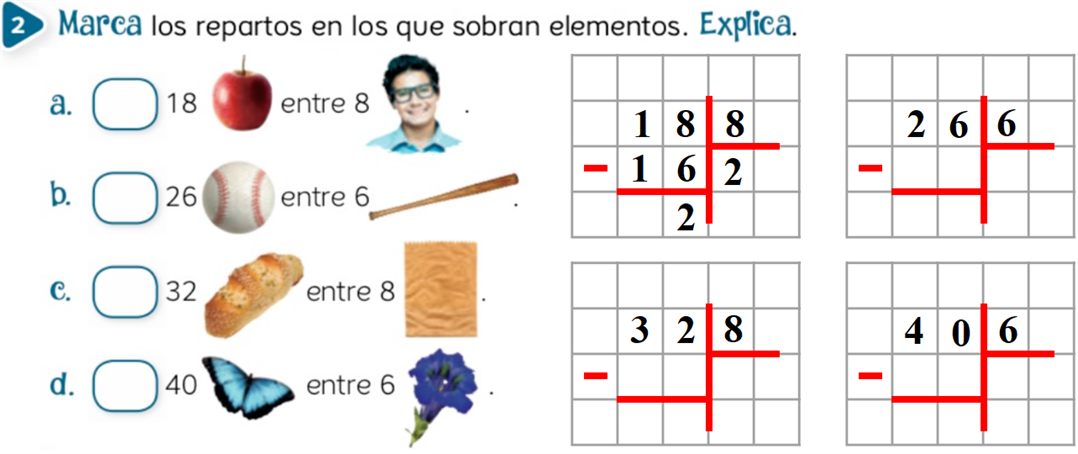 2 Marca los repartos en los que sobran elementos. Explica.
a. 18 entre 8 .
b. 26 entre 6 .
c. 32 entre 8 .
d. 40 entre 6 .
1 8 8
- 1 6 2
2
2 6 6
-
3 2 8
-
4 0 6
-